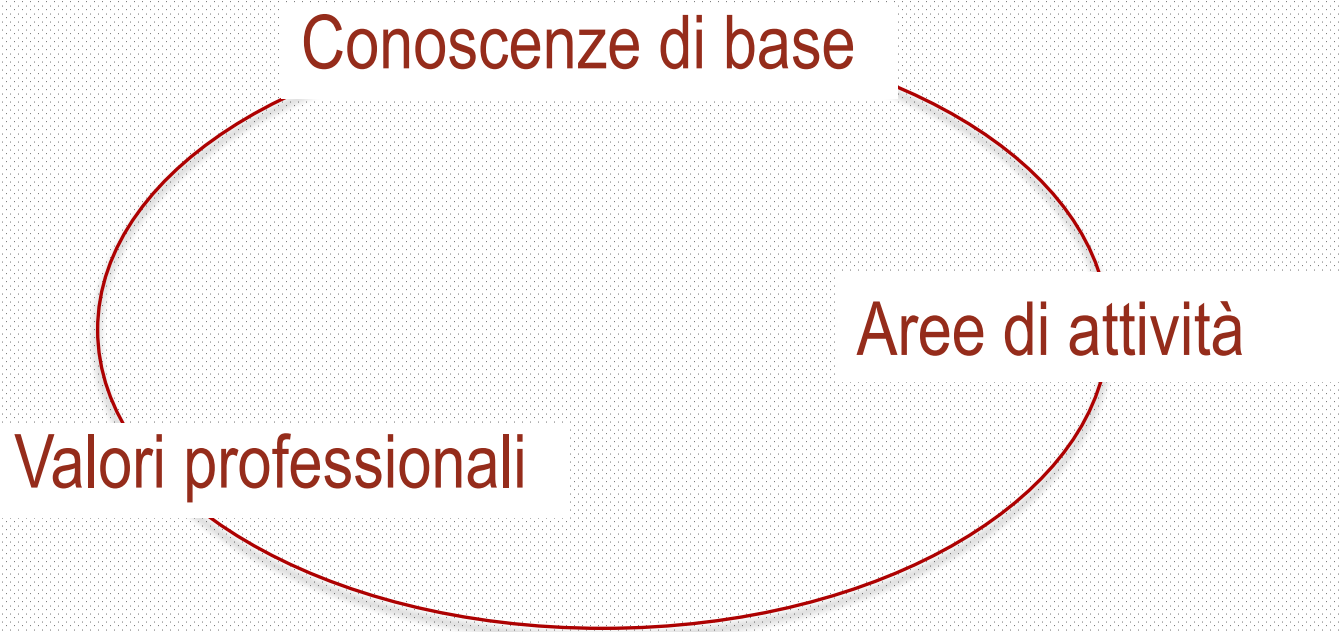 Conoscenze di base
Aree di attività
Valori professionali